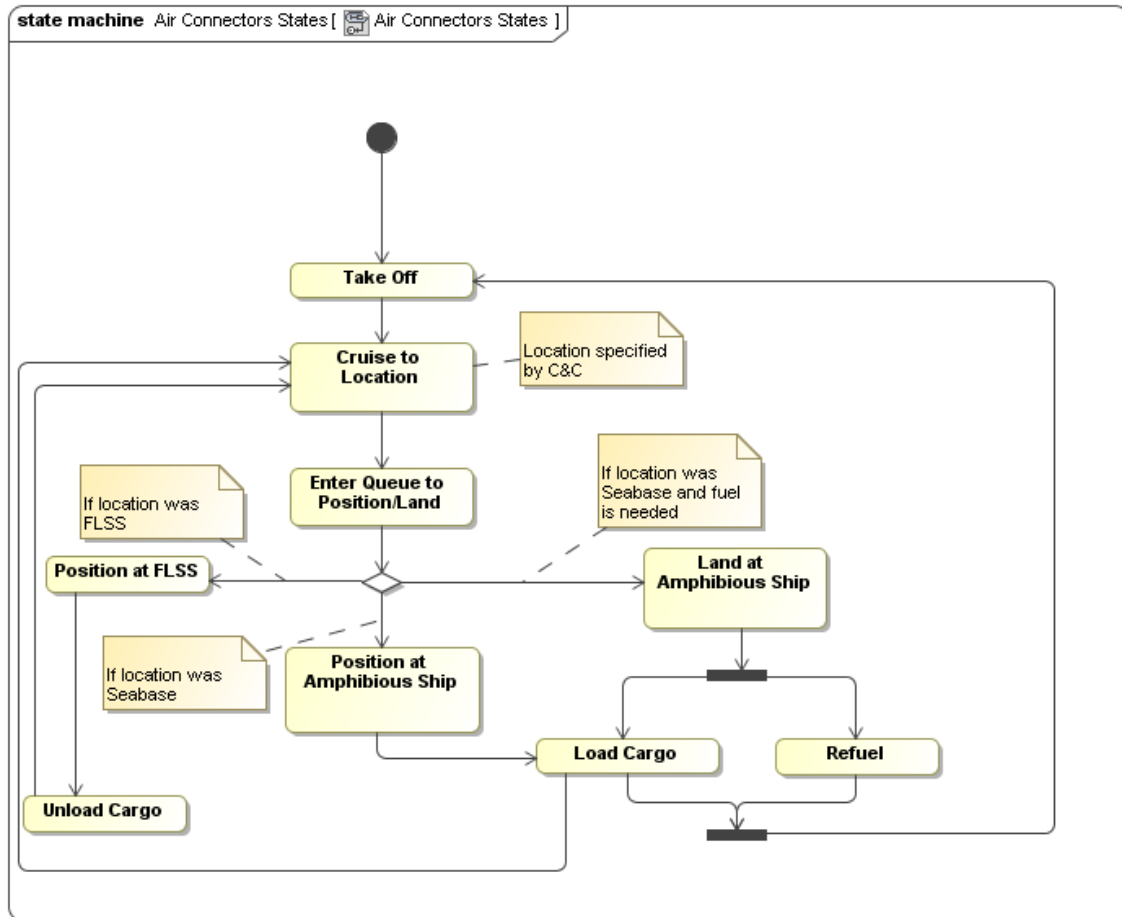 state machine Air Connectors States [ Air Connectors States ]
Take Off
Cruise to
Location
Location specified
by C&C
Enter Queue to
Position/Land
If location was
Seabase and fuel
is needed
If location was
FLSS
Position at FLSS
Land at
Amphibious Ship
If location was
Seabase
Position at
Amphibious Ship
Load Cargo
Refuel
Unload Cargo